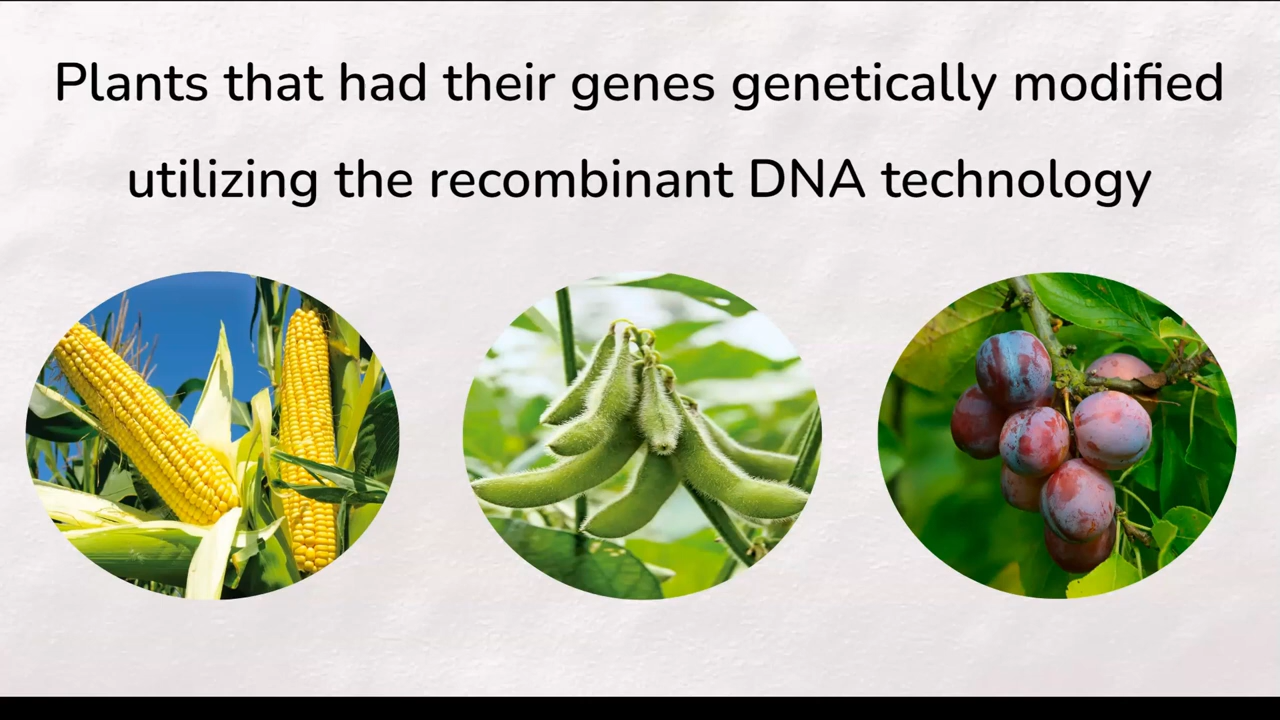 Plants that had their genes genetically modified
utilizing the recombinant DNA technology